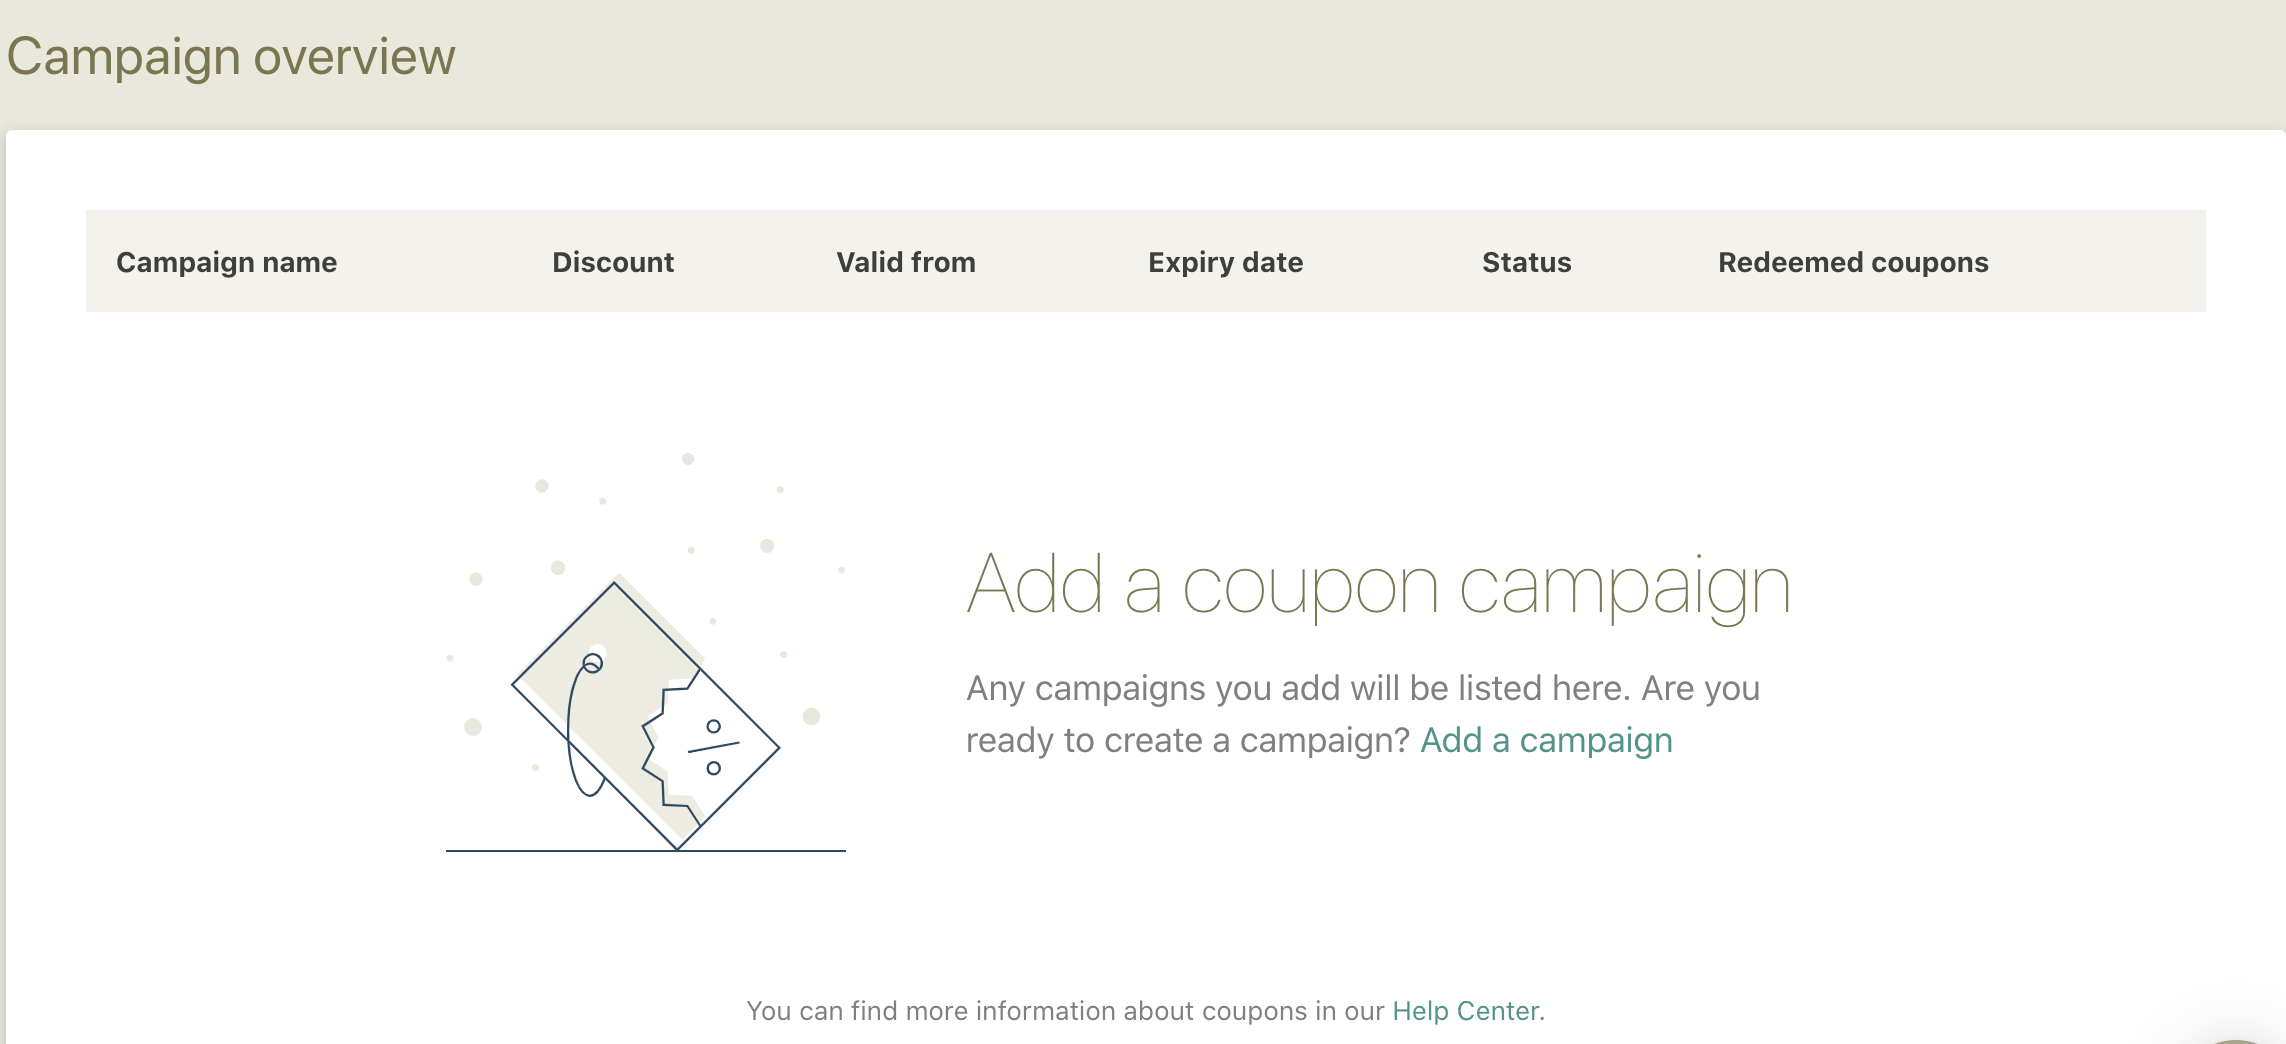 Campaign overview
Campaign name Discount Valid from Expiry date Status Redeemed coupons
Add a coupon campaign
Any campaigns you add will be listed here. Are you
ready to create a campaign? Add a campaign
You can find more information about coupons in our Help Center.